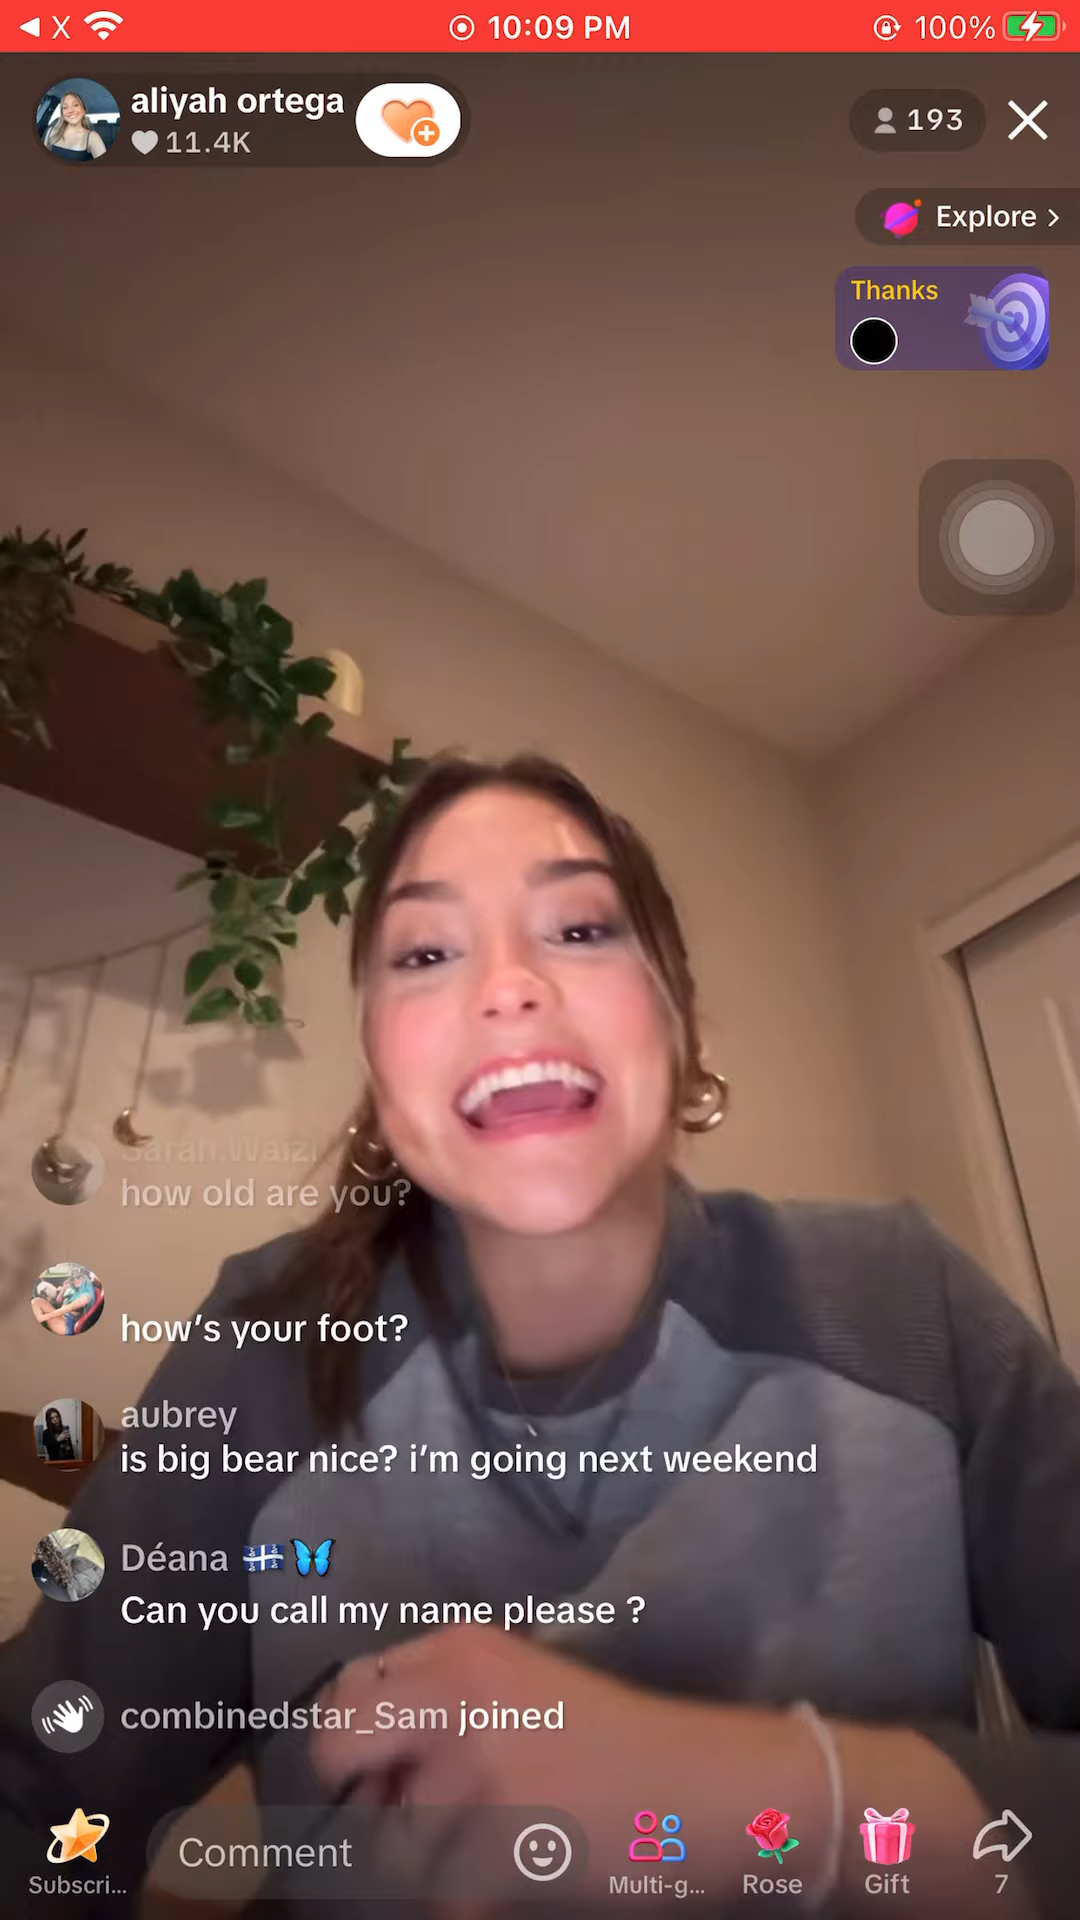 X 10:09 PM 100%
aliyah ortega
11.4K
193
Explore
Thanks
Sarah.Waizl
how old are you?
how's your foot?
aubrey
is big bear nice? i'm going next weekend
Déana
Can you call my name please ?
combinedstar_Sam joined
Comment
Subscri...
Multi-g...
Rose
Gift
7